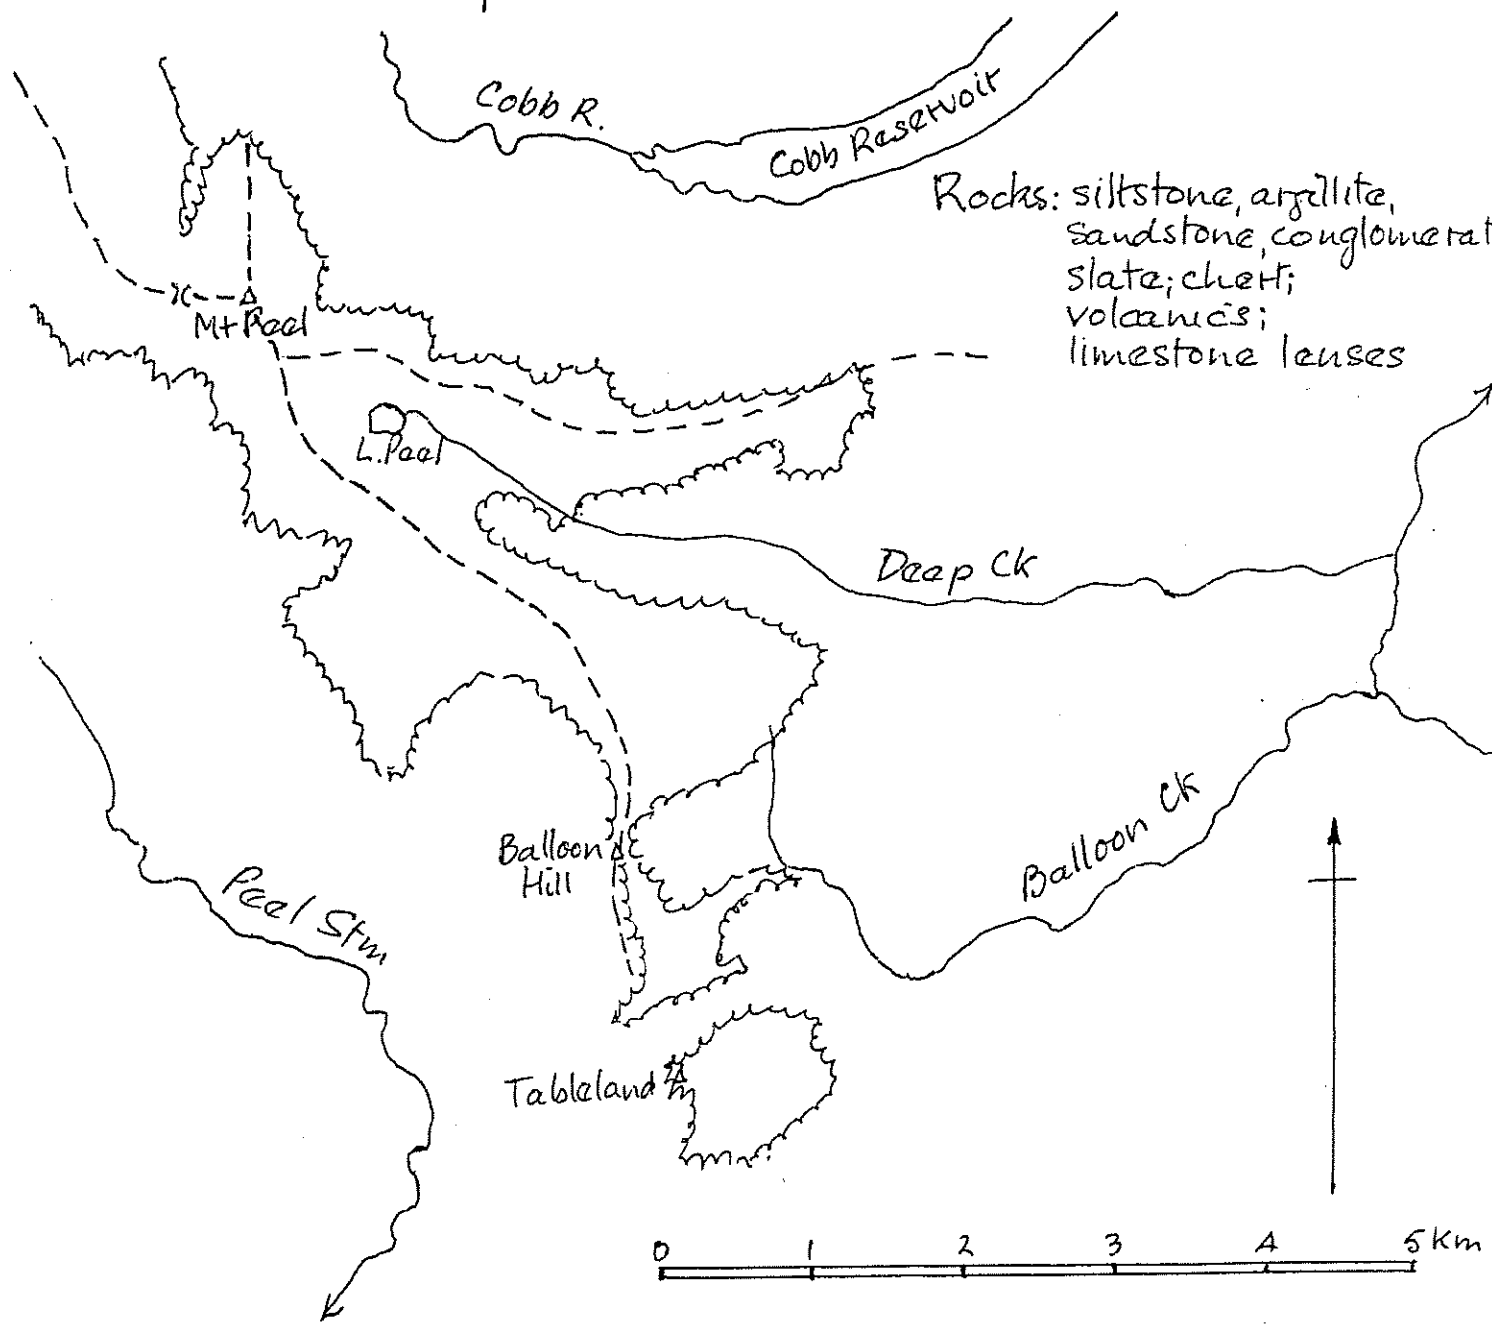 Cobb R.
Cobb Reservoir
Rocks: siltstone, argillite,
sandstone, conglomerat
slate; chert;
volcanics;
limestone lenses
Mt Peel
L. Peel
Deep Ck
Balloon Ck
Balloon
Hill
Peel Stm
Tableland
0 1 2 3 4 5 Km